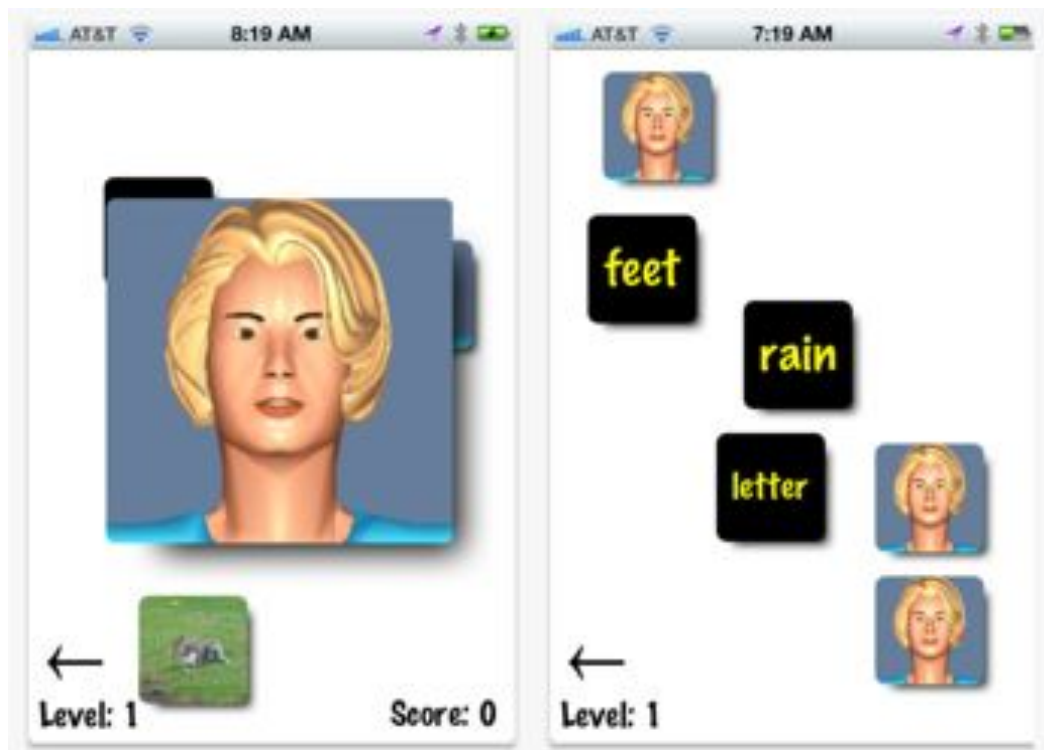 AT&T 8:19 AM
Level: 1 Score: 0
AT&T 7:19 AM
feet
rain
letter
Level: 1